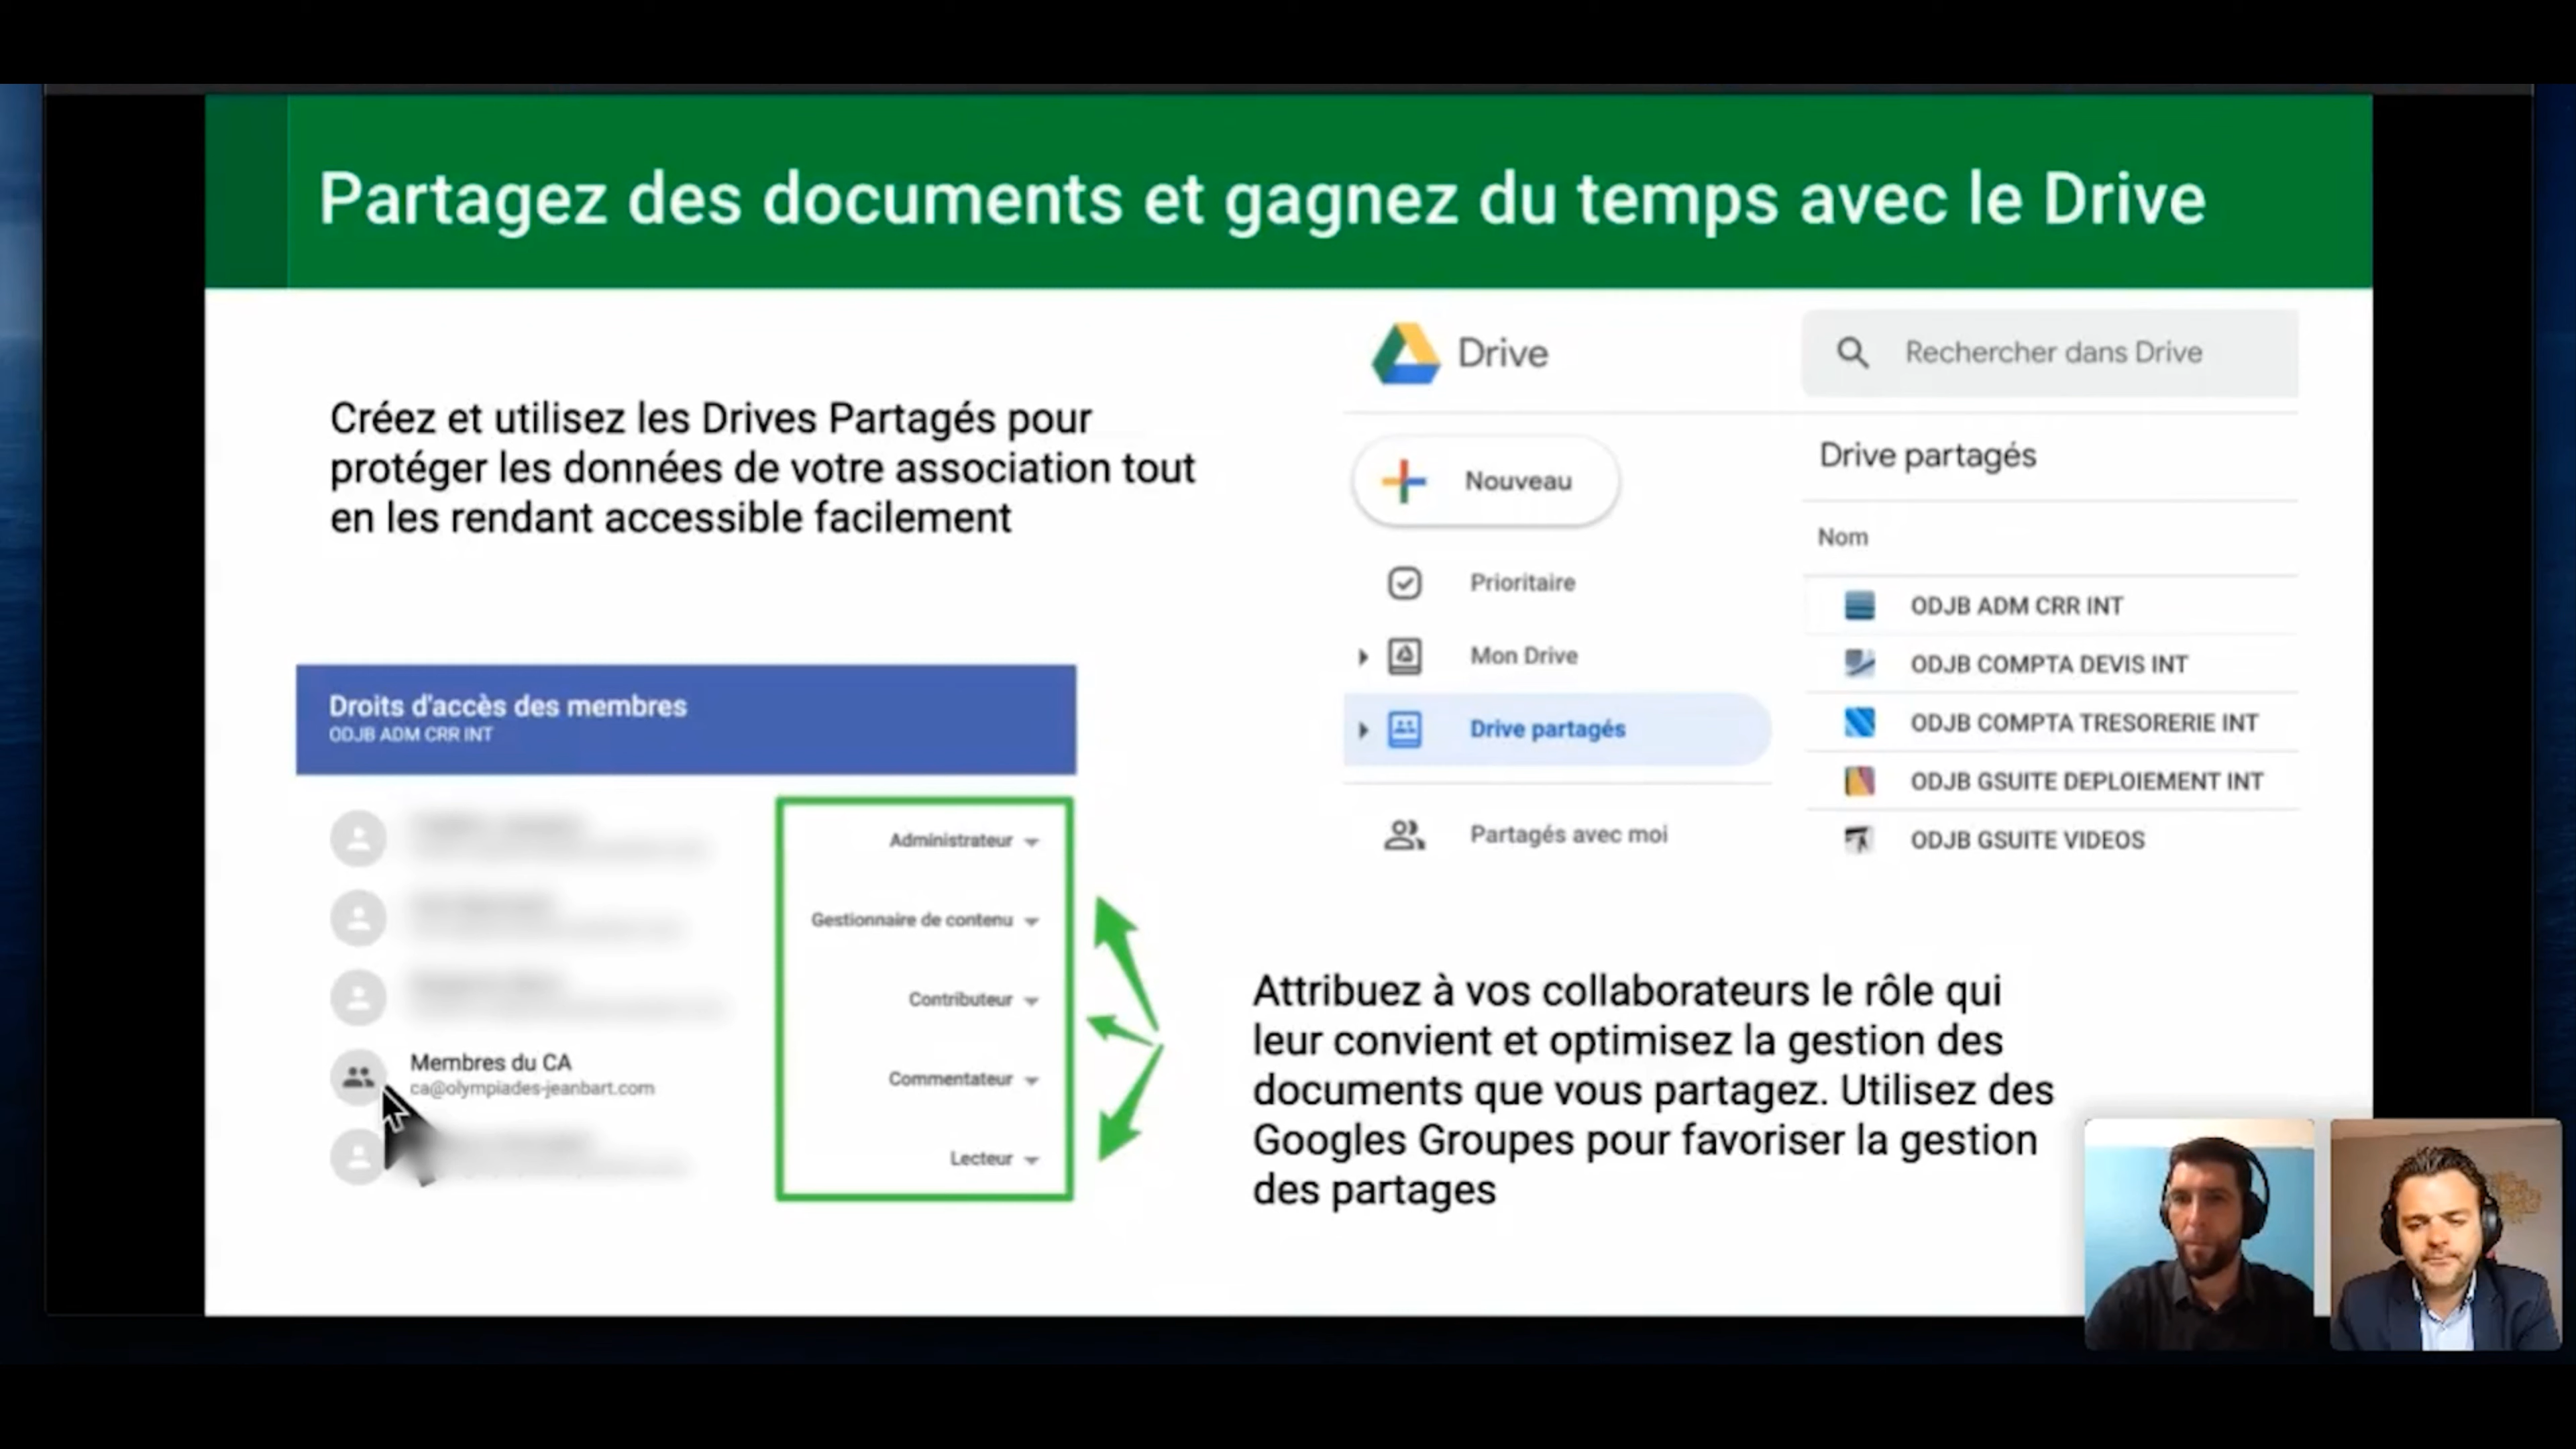 Partagez des documents et gagnez du temps avec le Drive
Créez et utilisez les Drives Partagés pour
protéger les données de votre association tout
en les rendant accessible facilement
Droits d'accès des membres
ODJB ADM CRR INT
Administrateur
Gestionnaire de contenu
Contributeur
Membres du CA
ca@olympiades-jeanbart.com
Commentateur
Lecteur
Drive
Rechercher dans Drive
Nouveau
Prioritaire
Mon Drive
Drive partagés
Partagés avec moi
Drive partagés
Nom
ODJB ADM CRR INT
ODJB COMPTA DEVIS INT
ODJB COMPTA TRESORERIE INT
ODJB GSUITE DEPLOIEMENT INT
ODJB GSUITE VIDEOS
Attribuez à vos collaborateurs le rôle qui
leur convient et optimisez la gestion des
documents que vous partagez. Utilisez des
Googles Groupes pour favoriser la gestion
des partages